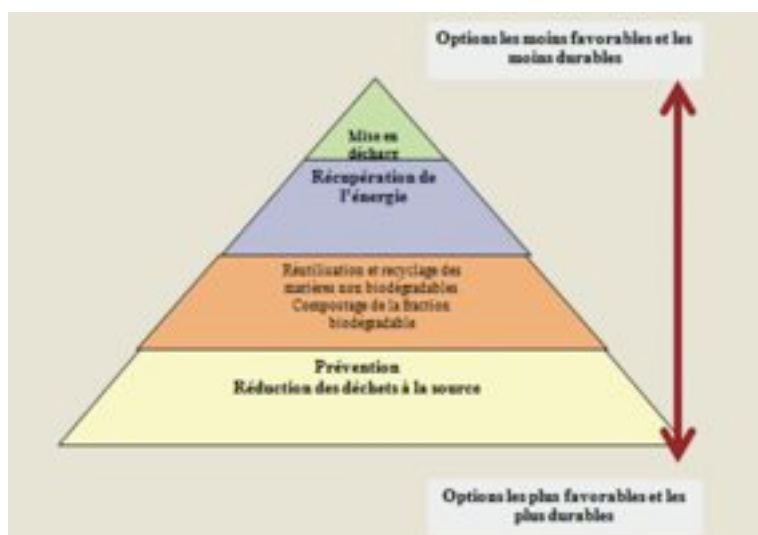 Options les moins favorables et les
moins durables
Mise en
décharg
Récupération de
l'énergie
Réutilisation et recyclage des
matières non biodégradables
Compostage de la fraction
biodégradable
Prévention
Réduction des déchets à la source
Options les plus favorables et les
plus durables